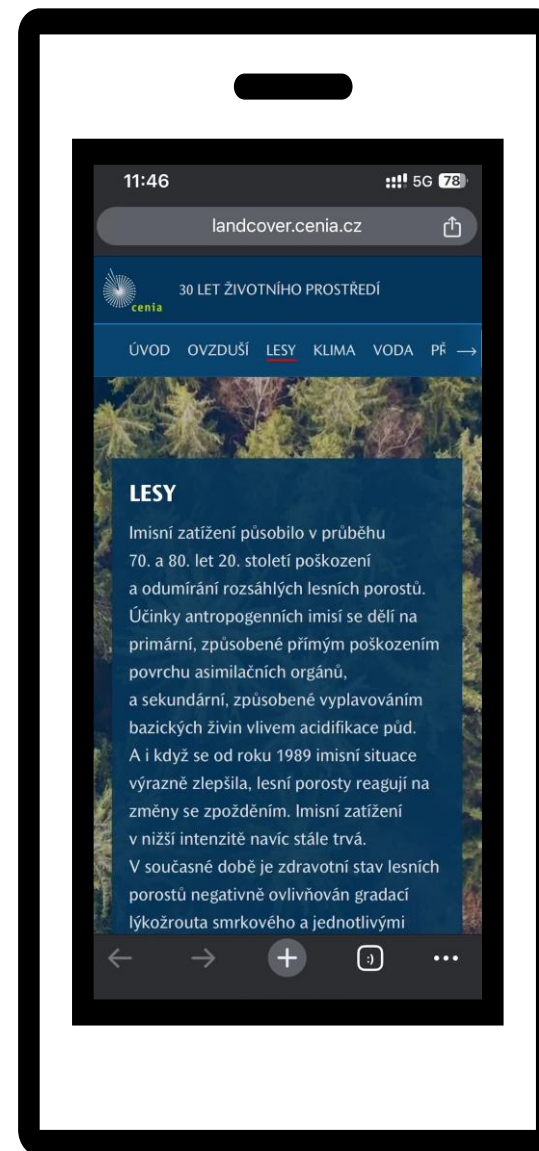 11:46 5G 78
landcover.cenia.cz
cenia 30 LET ŽIVOTNÍHO PROSTŘEDÍ
ÚVOD OVZDUŠÍ LESY KLIMA VODA PŘ →
LESY
Imisní zatížení působilo v průběhu
70. a 80. let 20. století poškození
a odumírání rozsáhlých lesních porostů.
Účinky antropogenních imisí se dělí na
primární, způsobené přímým poškozením
povrchu asimilačních orgánů,
a sekundární, způsobené vyplavováním
bazických živin vlivem acidifikace půd.
A i když se od roku 1989 imisní situace
výrazně zlepšila, lesní porosty reagují na
změny se zpožděním. Imisní zatížení
v nižší intenzitě navíc stále trvá.
V současné době je zdravotní stav lesních
porostů negativně ovlivňován gradací
lýkožrouta smrkového a jednotlivými
:)